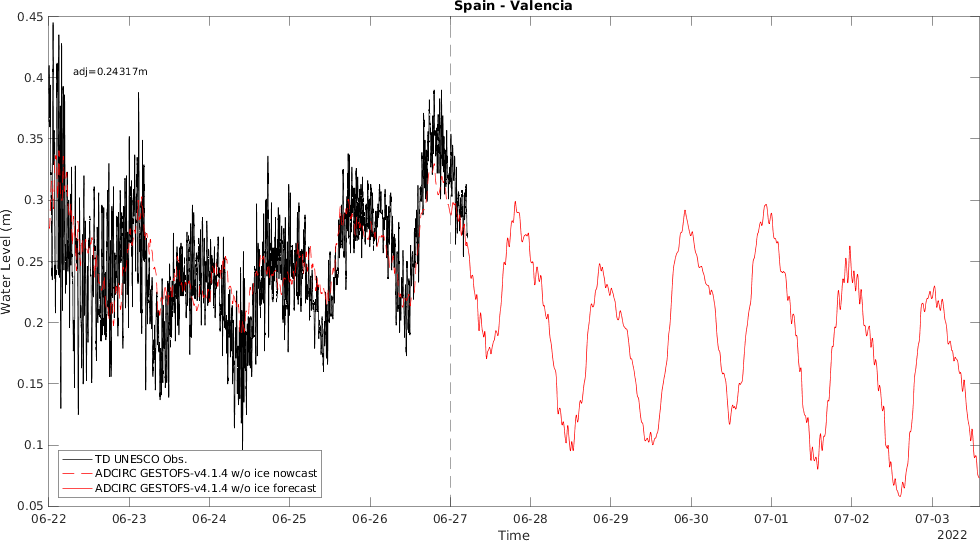 Spain - Valencia
0.45
0.4
0.35
0.3
0.25
0.2
0.15
0.1
0.05
Water Level (m)
adj=0.24317m
TD UNESCO Obs.
ADCIRC GESTOFS-v4.1.4 w/o ice nowcast
ADCIRC GESTOFS-v4.1.4 w/o ice forecast
06-22 06-23 06-24 06-25 06-26 06-27 06-28 06-29 06-30 07-01 07-02 07-03
Time
2022